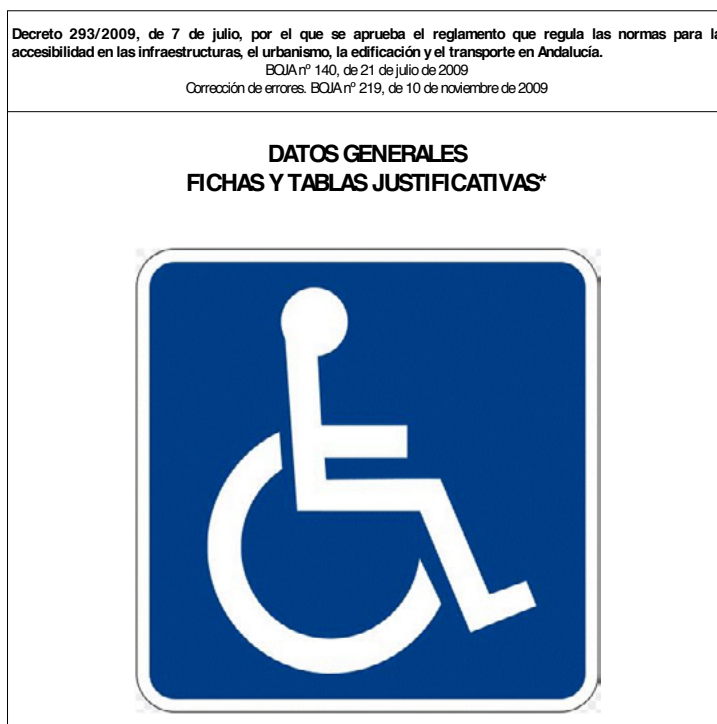 Decreto 293/2009, de 7 de julio, por el que se aprueba el reglamento que regula las normas para la
accesibilidad en las infraestructuras, el urbanismo, la edificación y el transporte en Andalucía.
BOJA nº 140, de 21 de julio de 2009
Corrección de errores. BOJA nº 219, de 10 de noviembre de 2009
DATOS GENERALES
FICHAS Y TABLAS JUSTIFICATIVAS*